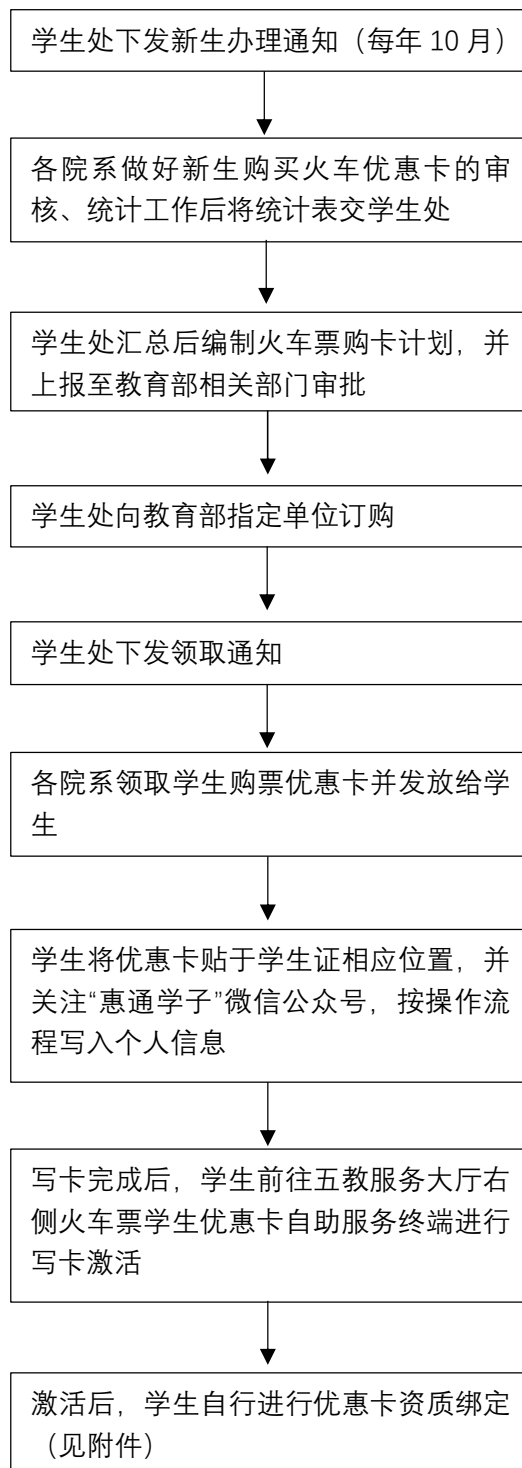 学生处下发新生办理通知（每年 10 月）
各院系做好新生购买火车优惠卡的审
核、统计工作后将统计表交学生处
学生处汇总后编制火车票购卡计划，并
上报至教育部相关部门审批
学生处向教育部指定单位订购
学生处下发领取通知
各院系领取学生购票优惠卡并发放给学
生
学生将优惠卡贴于学生证相应位置，并
关注“惠通学子”微信公众号，按操作流
程写入个人信息
写卡完成后，学生前往五教服务大厅右
侧火车票学生优惠卡自助服务终端进行
写卡激活
激活后，学生自行进行优惠卡资质绑定
（见附件）